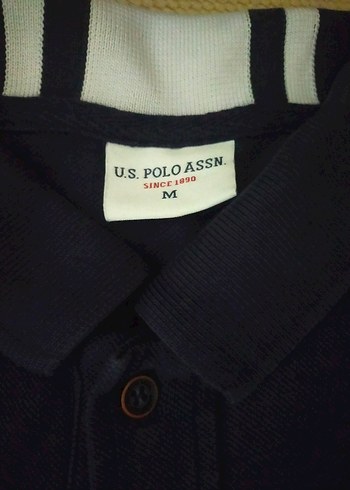 U.S. POLO ASSN.
SINCE 1890
M